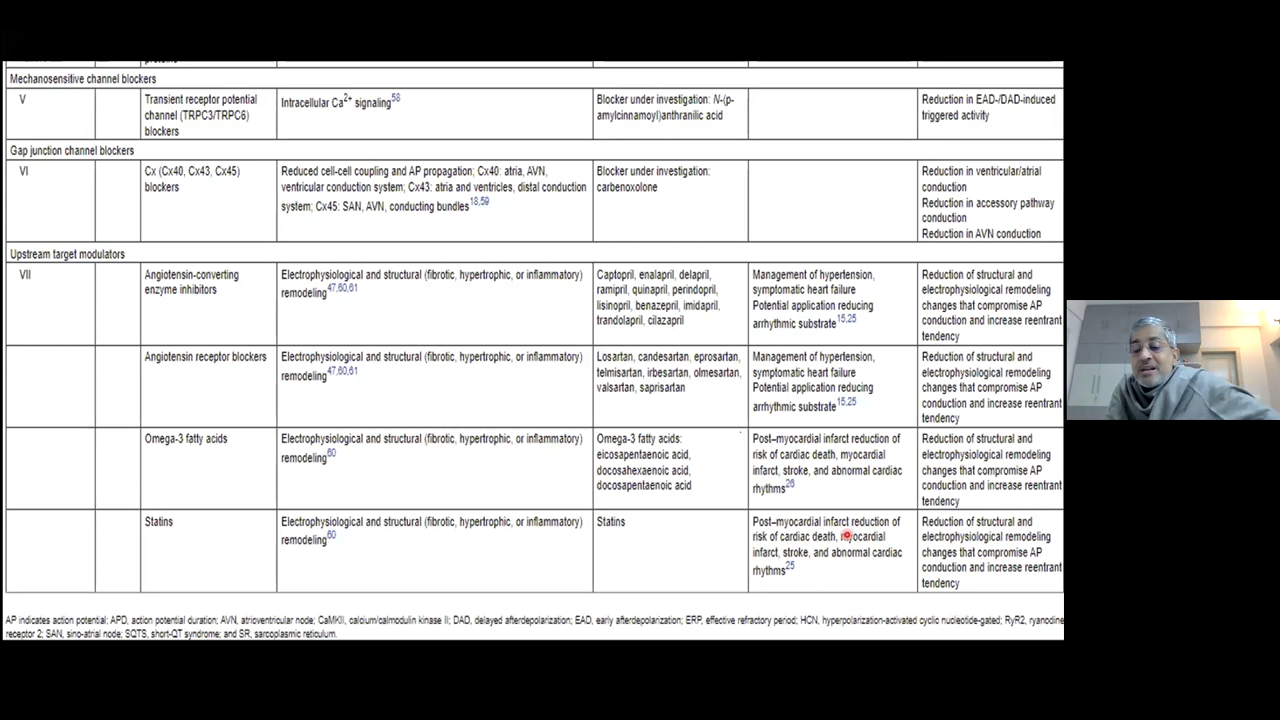 Mechanosensitive channel blockers
V
Transient receptor potential
channel (TRPC3/TRPC6)
blockers
Intracellular Ca2+ signaling58
Blocker under investigation: N-(p-
amylcinnamoyl)anthranilic acid
Reduction in EAD-/DAD-induced
triggered activity
Gap junction channel blockers
VI
Cx (Cx40, Cx43, Cx45)
blockers
Reduced cell-cell coupling and AP propagation; Cx40: atria, AVN,
ventricular conduction system; Cx43: atria and ventricles, distal conduction
system; Cx45: SAN, AVN, conducting bundles18,59
Blocker under investigation:
carbenoxolone
Reduction in ventricular/atrial
conduction
Reduction in accessory pathway
conduction
Reduction in AVN conduction
Upstream target modulators
VII
Angiotensin-converting
enzyme inhibitors
Electrophysiological and structural (fibrotic, hypertrophic, or inflammatory)
remodeling47,60,61
Captopril, enalapril, delapril,
ramipril, quinapril, perindopril,
lisinopril, benazepril, imidapril,
trandolapril, cilazapril
Management of hypertension,
symptomatic heart failure
Potential application reducing
arrhythmic substrate15,25
Reduction of structural and
electrophysiological remodeling
changes that compromise AP
conduction and increase reentrant
tendency
Angiotensin receptor blockers
Electrophysiological and structural (fibrotic, hypertrophic, or inflammatory)
remodeling47,60,61
Losartan, candesartan, eprosartan,
telmisartan, irbesartan, olmesartan,
valsartan, saprisartan
Management of hypertension,
symptomatic heart failure
Potential application reducing
arrhythmic substrate15,25
Reduction of structural and
electrophysiological remodeling
changes that compromise AP
conduction and increase reentrant
tendency
Omega-3 fatty acids
Electrophysiological and structural (fibrotic, hypertrophic, or inflammatory)
remodeling60
Omega-3 fatty acids:
eicosapentaenoic acid,
docosahexaenoic acid,
docosapentaenoic acid
Post–myocardial infarct reduction of
risk of cardiac death, myocardial
infarct, stroke, and abnormal cardiac
rhythms26
Reduction of structural and
electrophysiological remodeling
changes that compromise AP
conduction and increase reentrant
tendency
Statins
Electrophysiological and structural (fibrotic, hypertrophic, or inflammatory)
remodeling60
Statins
Post–myocardial infarct reduction of
risk of cardiac death, myocardial
infarct, stroke, and abnormal cardiac
rhythms25
Reduction of structural and
electrophysiological remodeling
changes that compromise AP
conduction and increase reentrant
tendency
AP indicates action potential; APD, action potential duration; AVN, atrioventricular node; CaMKII, calcium/calmodulin kinase II; DAD, delayed afterdepolarization; EAD, early afterdepolarization; ERP, effective refractory period; HCN, hyperpolarization-activated cyclic nucleotide-gated; RyR2, ryanodine
receptor 2; SAN, sino-atrial node; SQTS, short-QT syndrome; and SR, sarcoplasmic reticulum.